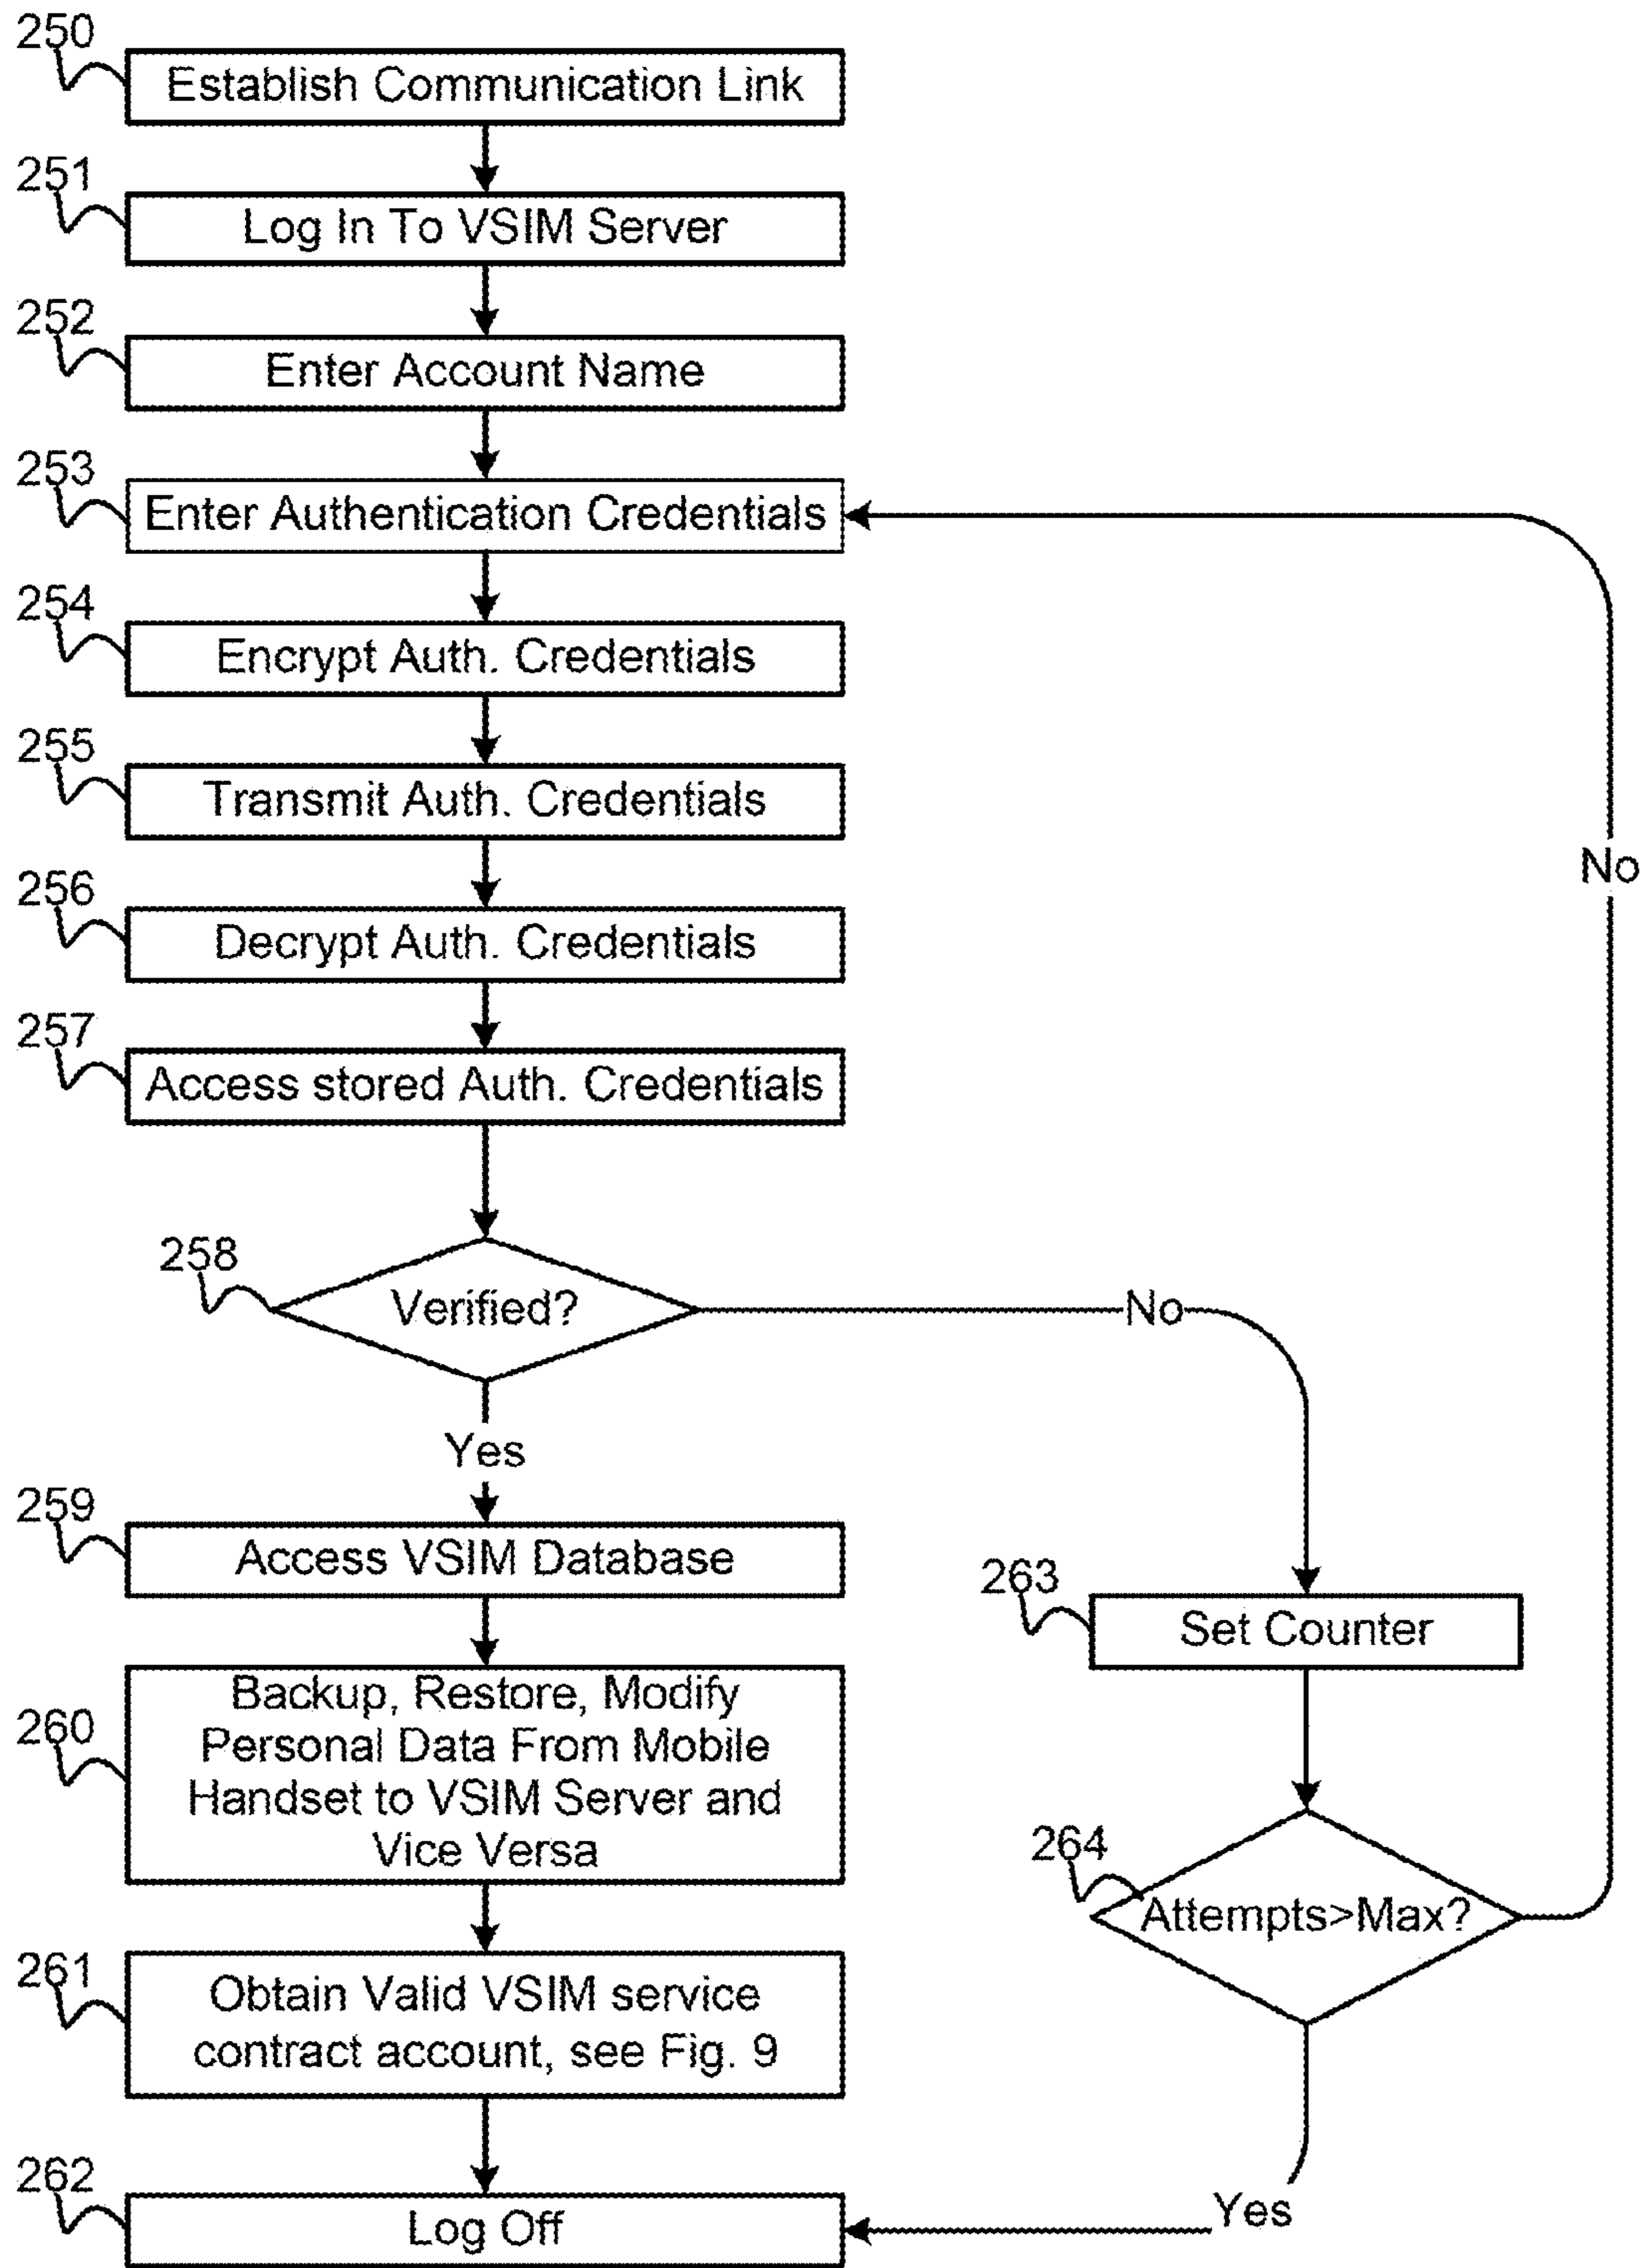 250
Establish Communication Link
251
Log In To VSIM Server
252
Enter Account Name
253
Enter Authentication Credentials
254
Encrypt Auth. Credentials
255
Transmit Auth. Credentials
No
256
Decrypt Auth. Credentials
257
Access stored Auth. Credentials
258
Verified?
No
Yes
259
Access VSIM Database
263
Set Counter
260
Backup, Restore, Modify
Personal Data From Mobile
Handset to VSIM Server and
Vice Versa
264
Attempts>Max?
261
Obtain Valid VSIM service
contract account, see Fig. 9
262
Log Off
Yes